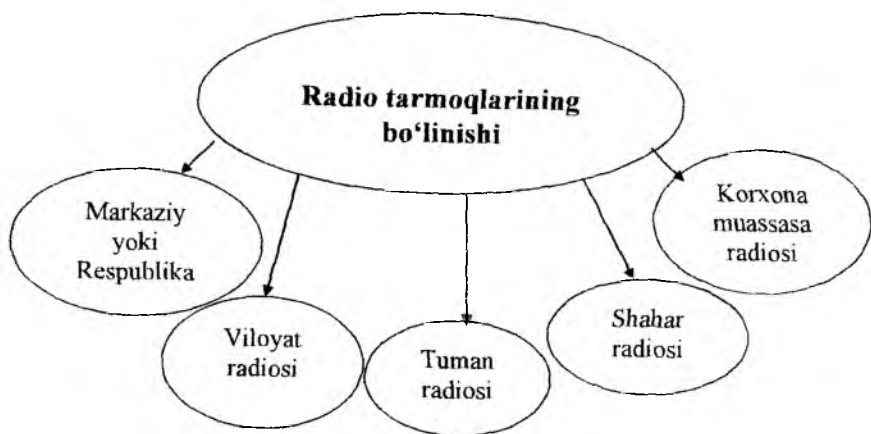 Radio tarmoqlarining
bo‘linishi
Markaziy
yoki
Respublika
Viloyat
radiosi
Tuman
radiosi
Shahar
radiosi
Korxona
muassasa
radiosi